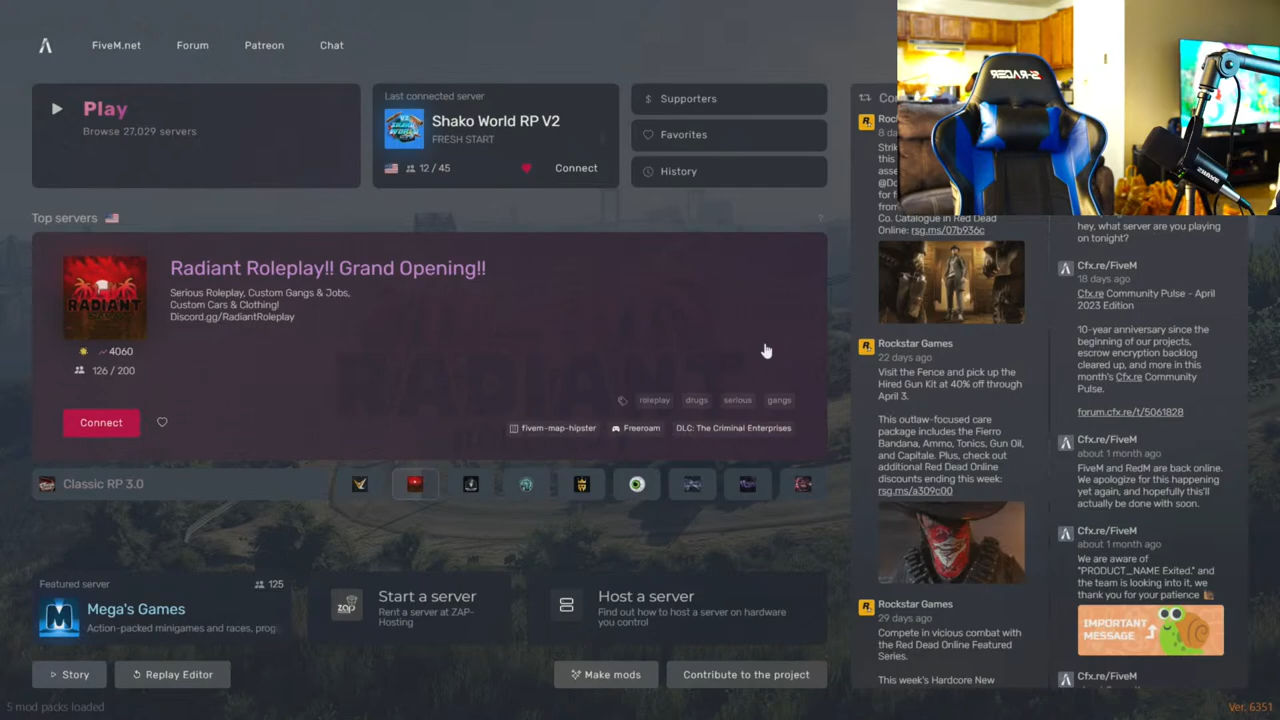 FiveM.net
Forum
Patreon
Chat
Play
Browse 27,029 servers
Last connected server
Shako World RP V2
FRESH START
12 / 45
Connect
$ Supporters
Favorites
History
Top servers
Radiant Roleplay!! Grand Opening!!
Serious Roleplay, Custom Gangs & Jobs,
Custom Cars & Clothing!
Discord.gg/RadiantRoleplay
RADIANT
4060
126 / 200
Connect
roleplay
drugs
serious
gangs
fivem-map-hipster
Freeroam
DLC: The Criminal Enterprises
Classic RP 3.0
Featured server
125
Mega's Games
Action-packed minigames and races, prog
ZAP
Start a server
Rent a server at ZAP-
Hosting
Host a server
Find out how to host a server on hardware
you control
Story
Replay Editor
Make mods
Contribute to the project
5 mod packs loaded
Co. Catalogue in Red Dead
Online: rsg.ms/07b936c
Rockstar Games
22 days ago
Visit the Fence and pick up the
Hired Gun Kit at 40% off through
April 3.
This outlaw-focused care
package includes the Fierro
Bandana, Ammo, Tonics, Gun Oil,
and Capitale. Plus, check out
additional Red Dead Online
discounts ending this week:
rsg.ms/a309c00
Rockstar Games
29 days ago
Compete in vicious combat with
the Red Dead Online Featured
Series.
This week's Hardcore New
hey, what server are you playing
on tonight?
Cfx.re/FiveM
18 days ago
Cfx.re Community Pulse - April
2023 Edition
10-year anniversary since the
beginning of our projects,
escrow encryption backlog
cleared up, and more in this
month's Cfx.re Community
Pulse.
forum.cfx.re/t/5061828
Cfx.re/FiveM
about 1 month ago
FiveM and RedM are back online.
We apologize for this happening
yet again, and hopefully this'll
actually be done with soon.
Cfx.re/FiveM
about 1 month ago
We are aware of
"PRODUCT_NAME Exited." and
the team is looking into it, we
thank you for your patience
IMPORTANT
MESSAGE
Cfx.re/FiveM
Ver. 6351